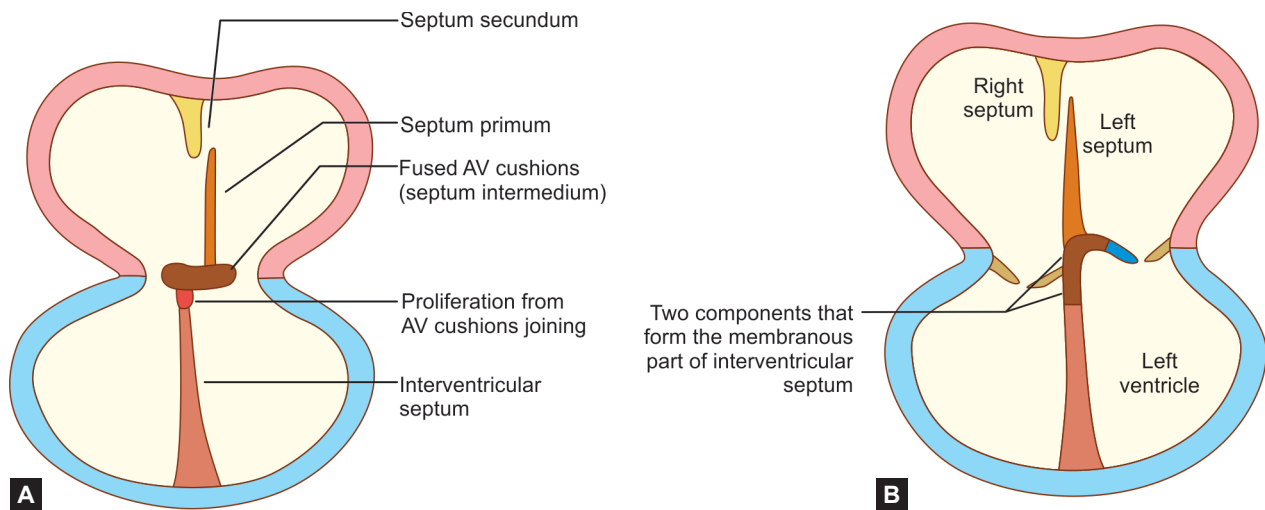 Septum secundum
Septum primum
Fused AV cushions
(septum intermedium)
Proliferation from
AV cushions joining
Interventricular
septum
A
Right
septum
Left
septum
Two components that
form the membranous
part of interventricular
septum
Left
ventricle
B